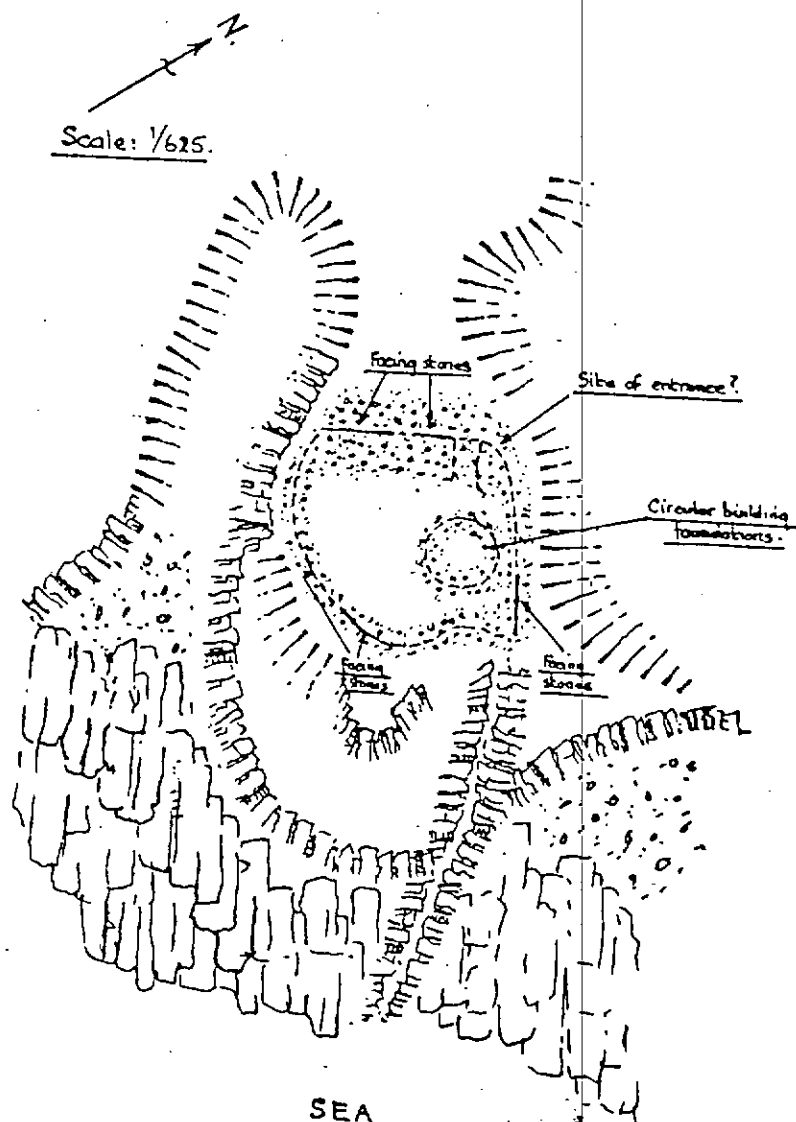 N.
Scale: 1/625.
Facing stones
Site of entrance?
Circular building
foundations.
Facing
stones
Facing
stones
SEA